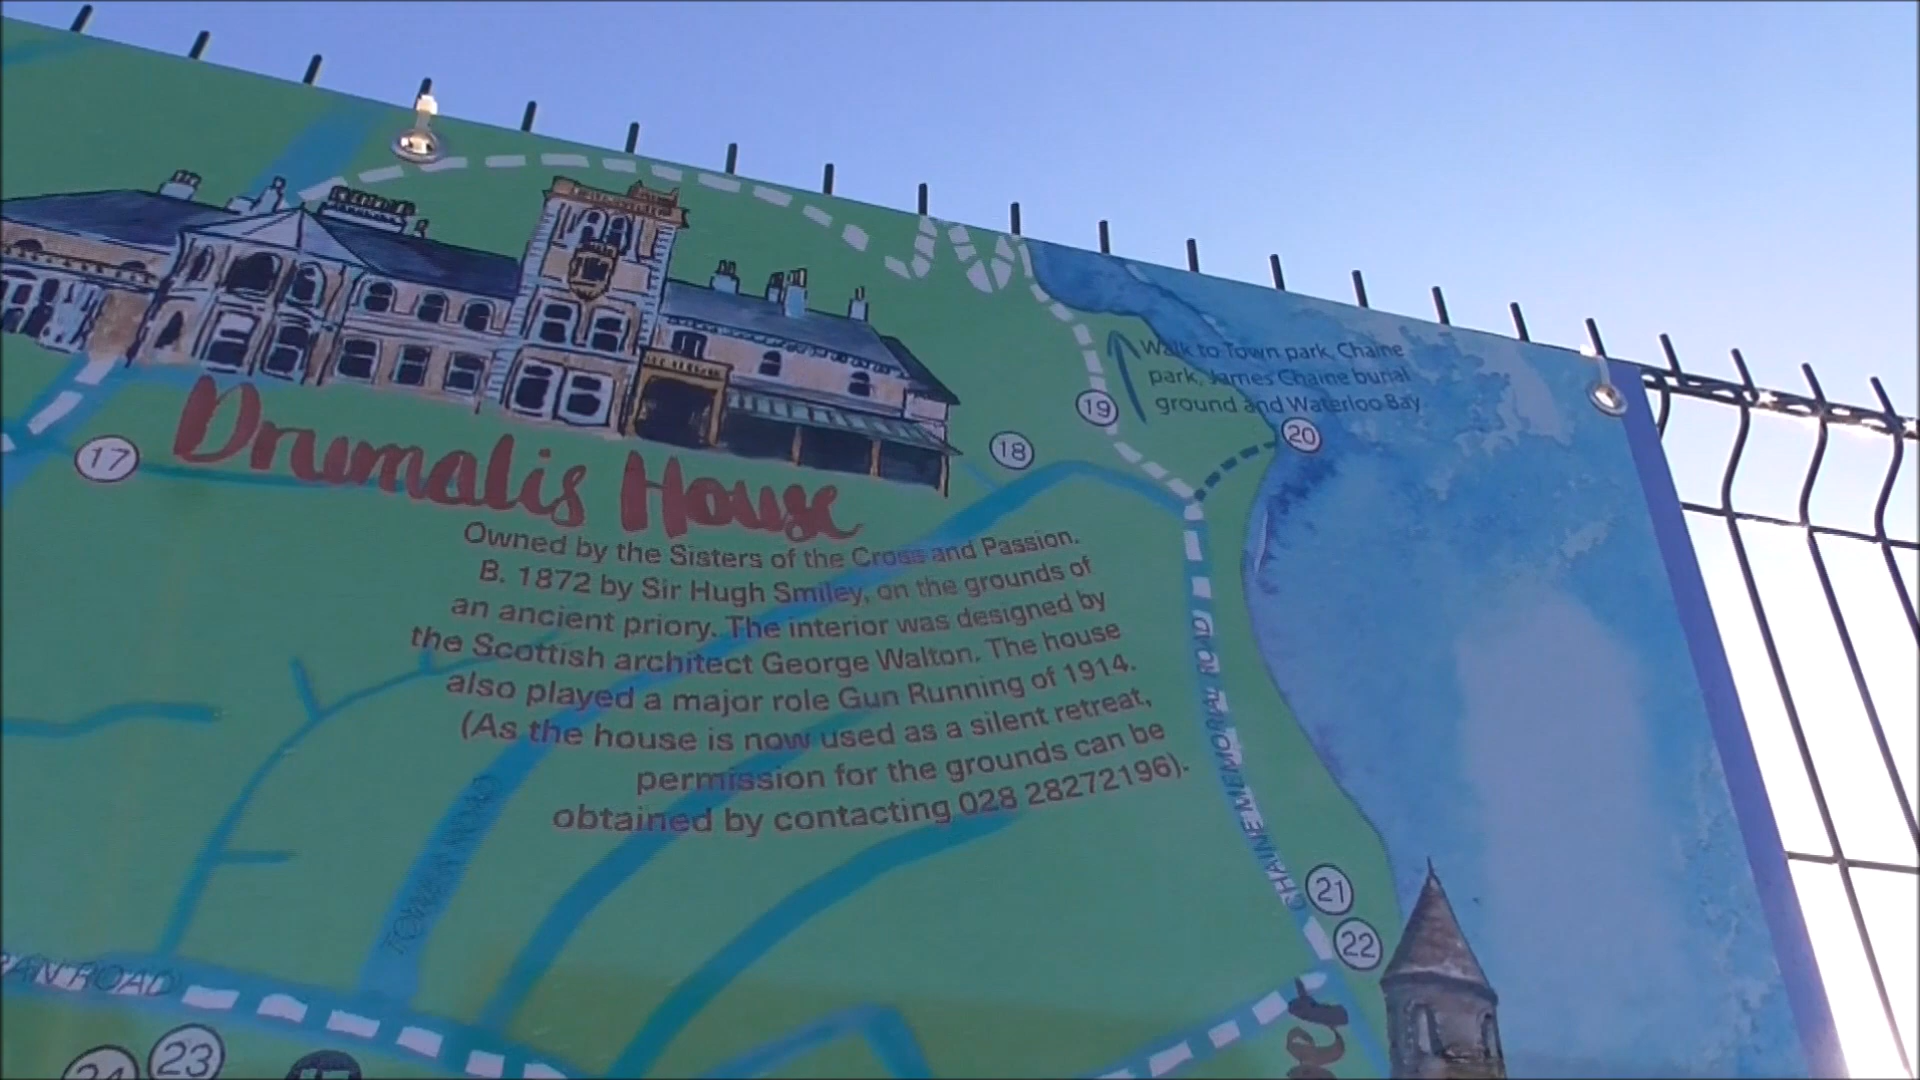 Walk to Town park, Chaine
park, James Chaine burial
ground and Waterloo Bay
19
20
18
17
Drumalis House
Owned by the Sisters of the Cross and Passion.
B. 1872 by Sir Hugh Smiley, on the grounds of
an ancient priory. The interior was designed by
the Scottish architect George Walton. The house
also played a major role Gun Running of 1914.
(As the house is now used as a silent retreat,
permission for the grounds can be
obtained by contacting 028 28272196).
CHAINE MEMORIAL ROAD
21
22
ROAD
23
24